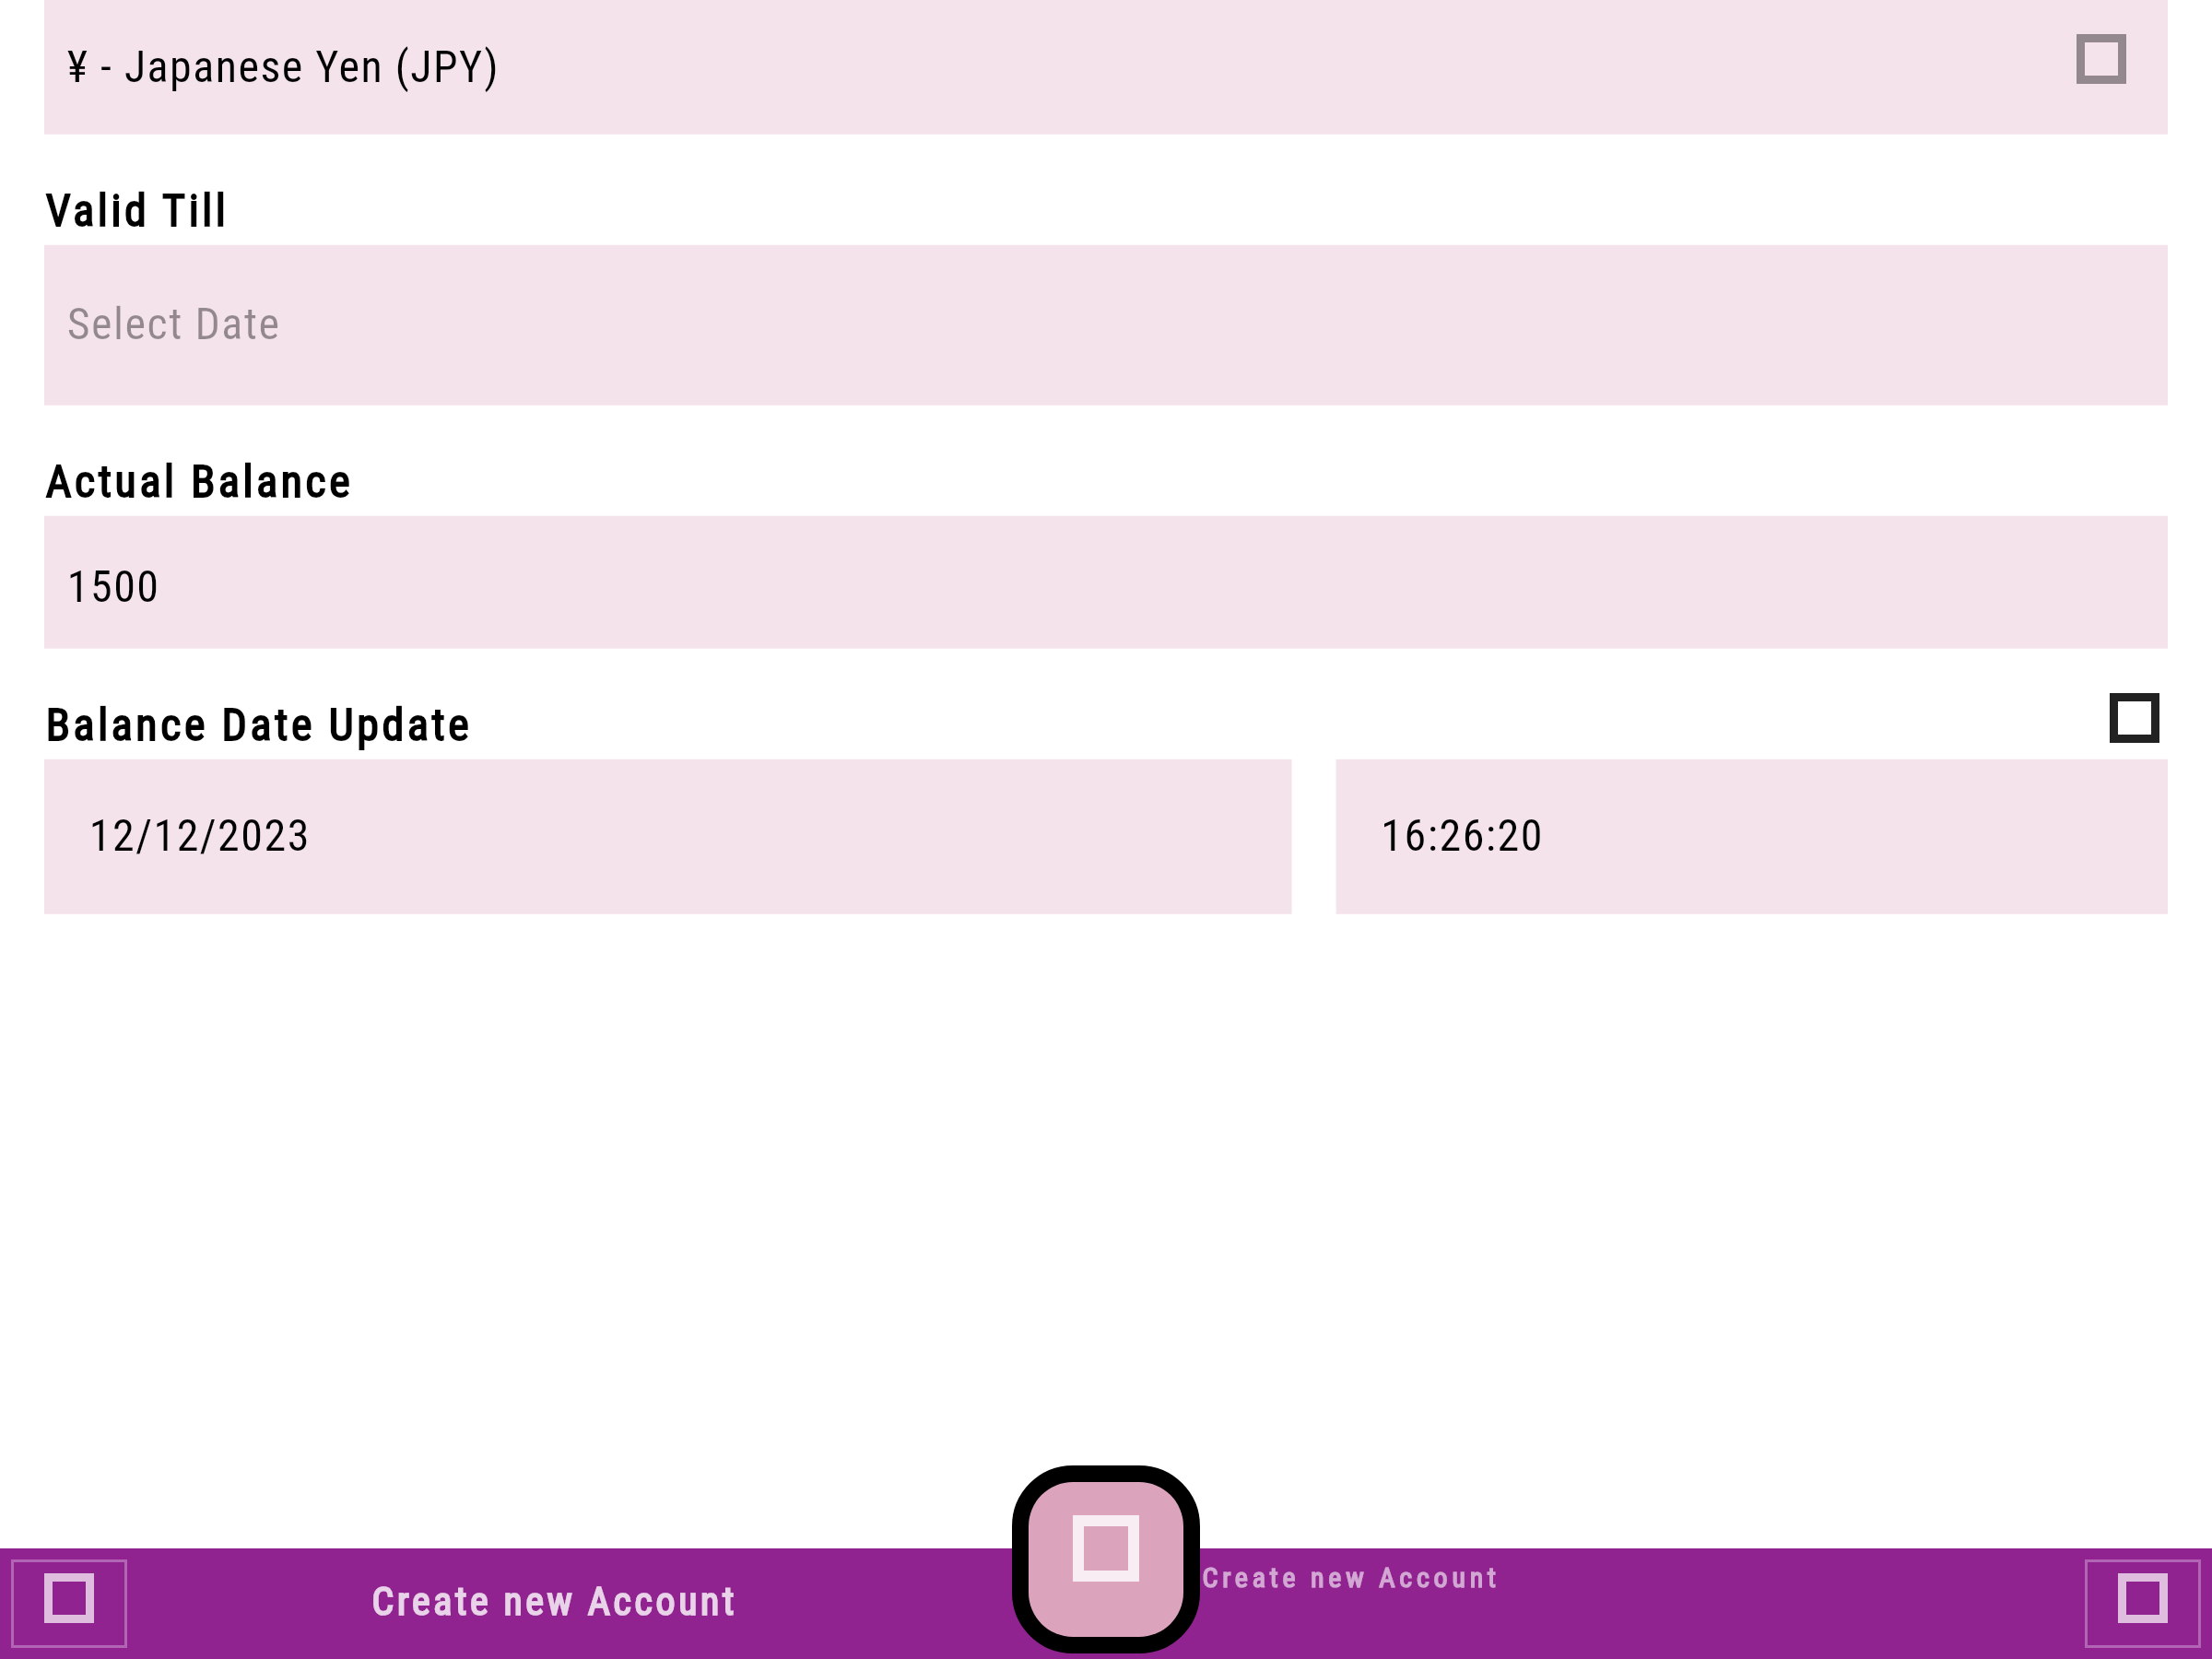 ¥ - Japanese Yen (JPY)
Valid Till
Select Date
Actual Balance
1500
Balance Date Update
12/12/2023
16:26:20
Create new Account
Create new Account